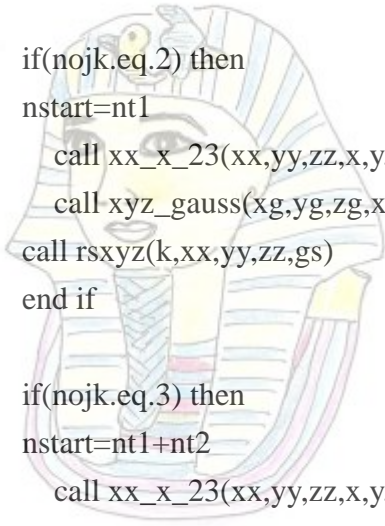 if(nojk.eq.2) then
nstart=nt1
call xx_x_23(xx,yy,zz,x,y
call xyz_gauss(xg,yg,zg,x
call rsxyz(k,xx,yy,zz,gs)
end if
if(nojk.eq.3) then
nstart=nt1+nt2
call xx_x_23(xx,yy,zz,x,y